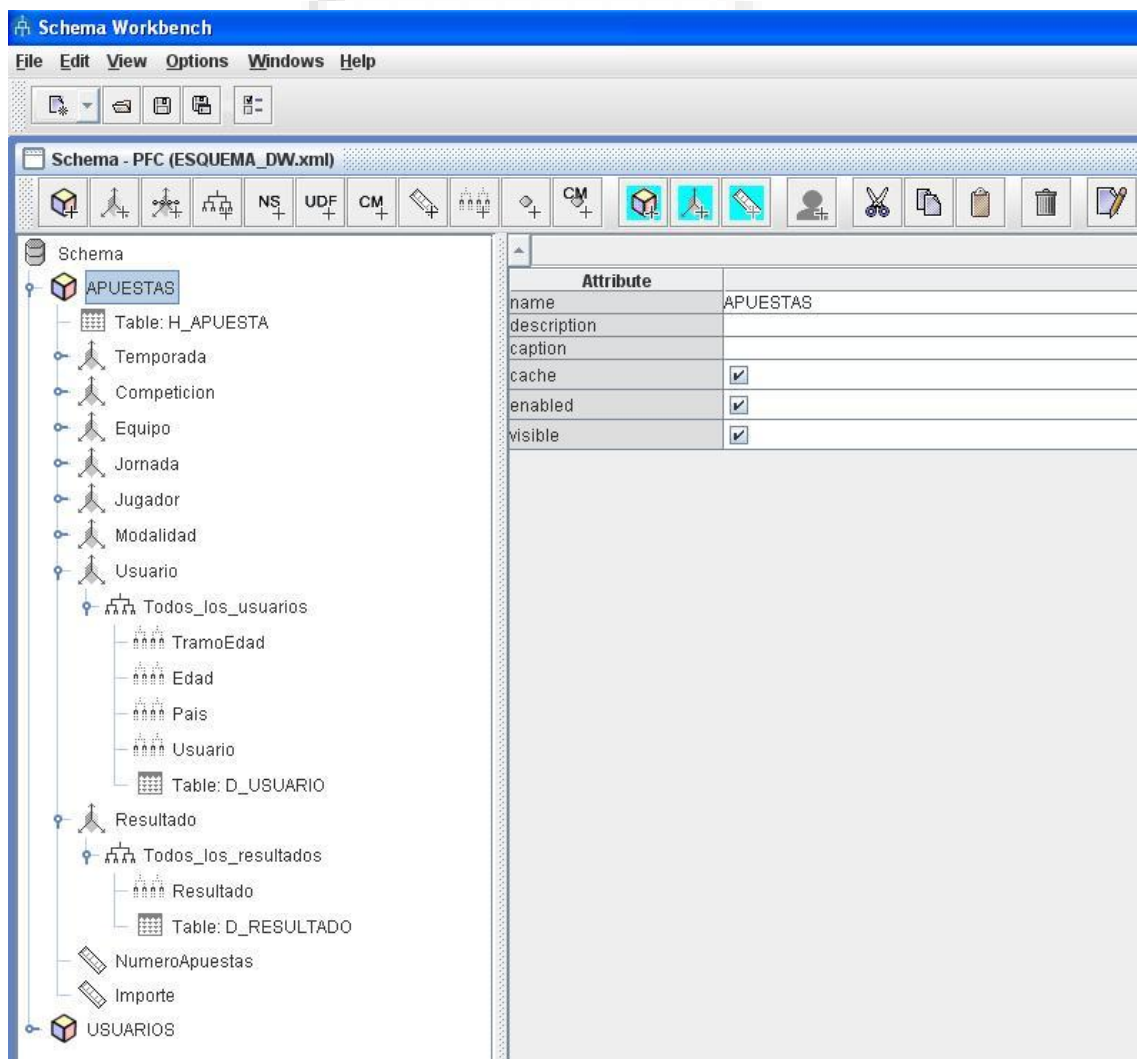 Schema Workbench
File Edit View Options Windows Help
Schema - PFC (ESQUEMA_DW.xml)
NS UDF CM CM
Schema
APUESTAS
Table: H_APUESTA
Temporada
Competicion
Equipo
Jornada
Jugador
Modalidad
Usuario
Todos_los_usuarios
TramoEdad
Edad
Pais
Usuario
Table: D_USUARIO
Resultado
Todos_los_resultados
Resultado
Table: D_RESULTADO
NumeroApuestas
Importe
USUARIOS
Attribute
name APUESTAS
description
caption
cache
enabled
visible